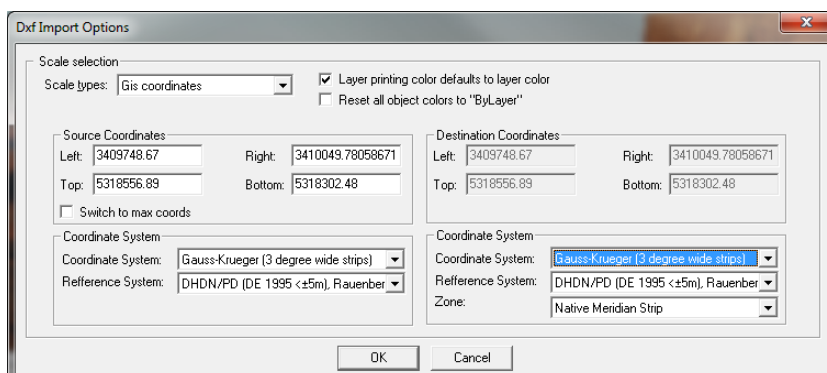 Dxf Import Options
x
Scale selection
Scale types: Gis coordinates
Layer printing color defaults to layer color
Reset all object colors to "ByLayer"
Source Coordinates
Left: 3409748.67 Right: 3410049.78058671
Top: 5318556.89 Bottom: 5318302.48
Switch to max coords
Destination Coordinates
Left: 3409748.67 Right: 3410049.78058671
Top: 5318556.89 Bottom: 5318302.48
Coordinate System
Coordinate System: Gauss-Krueger (3 degree wide strips)
Refference System: DHDN/PD (DE 1995 <±5m), Rauenber
Coordinate System
Coordinate System: Gauss-Krueger (3 degree wide strips)
Refference System: DHDN/PD (DE 1995 <±5m), Rauenber
Zone: Native Meridian Strip
OK Cancel